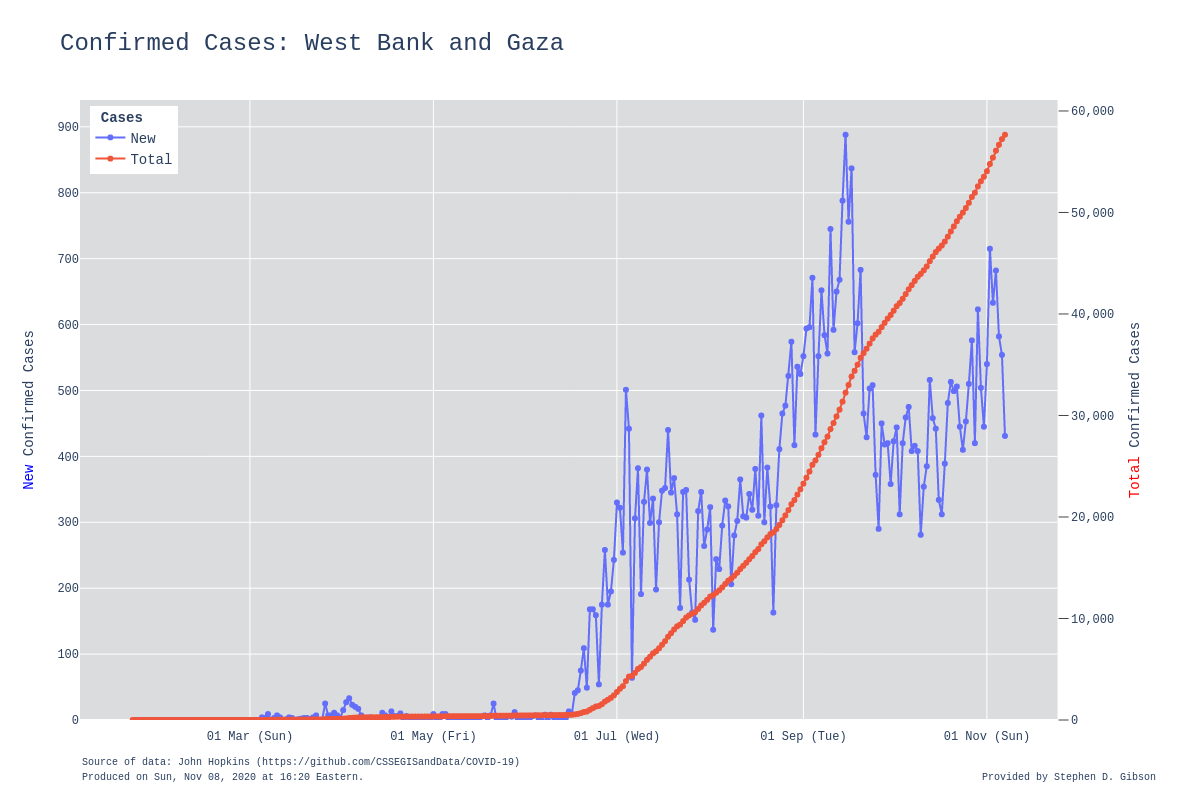 Confirmed Cases: West Bank and Gaza
Cases
New
Total
900
800
700
600
500
400
300
200
100
0
New Confirmed Cases
60,000
50,000
40,000
30,000
20,000
10,000
0
Total Confirmed Cases
01 Mar (Sun) 01 May (Fri) 01 Jul (Wed) 01 Sep (Tue) 01 Nov (Sun)
Source of data: John Hopkins (https://github.com/CSSEGISandData/COVID-19)
Produced on Sun, Nov 08, 2020 at 16:20 Eastern.
Provided by Stephen D. Gibson